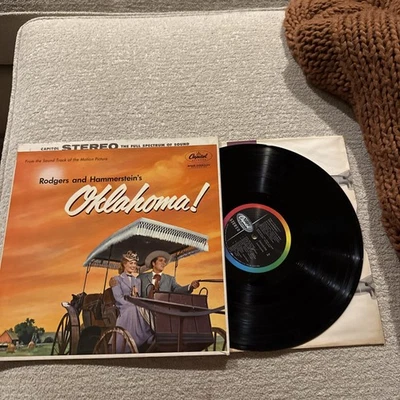 CAPITOL STEREO THE FULL SPECTRUM OF SOUND
From the Sound Track of the Motion Picture
Capitol
Rodgers and Hammerstein's
Oklahoma!
Capitol